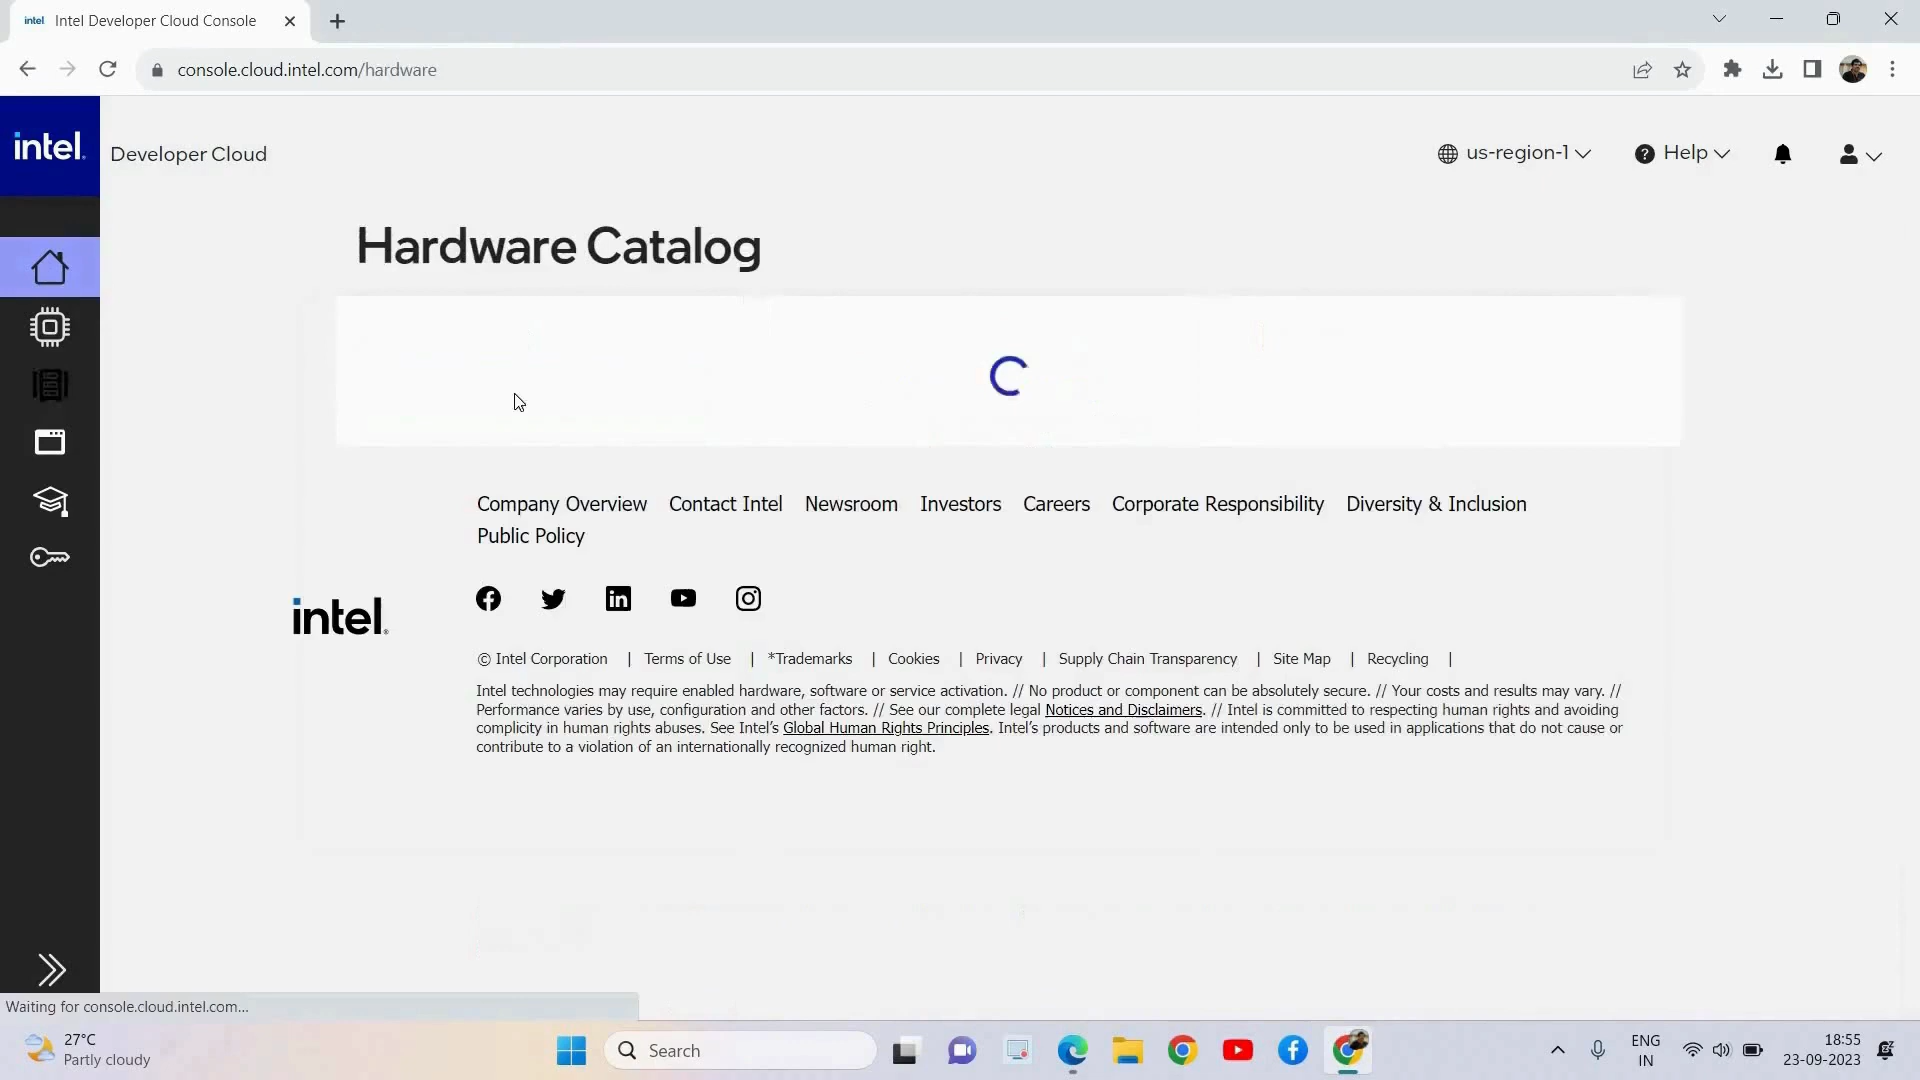 intel Intel Developer Cloud Console
console.cloud.intel.com/hardware
intel. Developer Cloud
us-region-1 Help
Hardware Catalog
Company Overview Contact Intel Newsroom Investors Careers Corporate Responsibility Diversity & Inclusion
Public Policy
intel.
© Intel Corporation | Terms of Use | *Trademarks | Cookies | Privacy | Supply Chain Transparency | Site Map | Recycling |
Intel technologies may require enabled hardware, software or service activation. // No product or component can be absolutely secure. // Your costs and results may vary. //
Performance varies by use, configuration and other factors. // See our complete legal Notices and Disclaimers. // Intel is committed to respecting human rights and avoiding
complicity in human rights abuses. See Intel's Global Human Rights Principles. Intel's products and software are intended only to be used in applications that do not cause or
contribute to a violation of an internationally recognized human right.
Waiting for console.cloud.intel.com...
27°C
Partly cloudy
Search
ENG
IN
18:55
23-09-2023